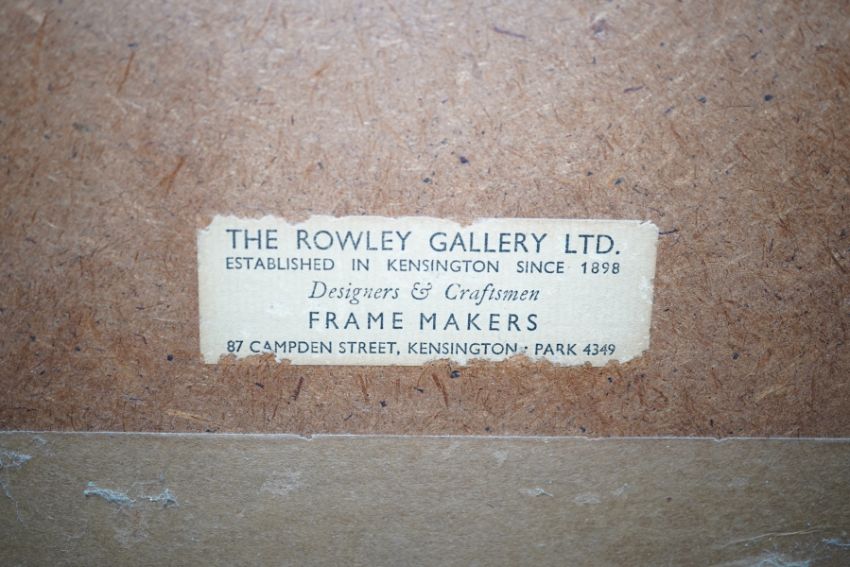 THE ROWLEY GALLERY LTD.
ESTABLISHED IN KENSINGTON SINCE 1898
Designers & Craftsmen
FRAME MAKERS
87 CAMPDEN STREET, KENSINGTON · PARK 4349